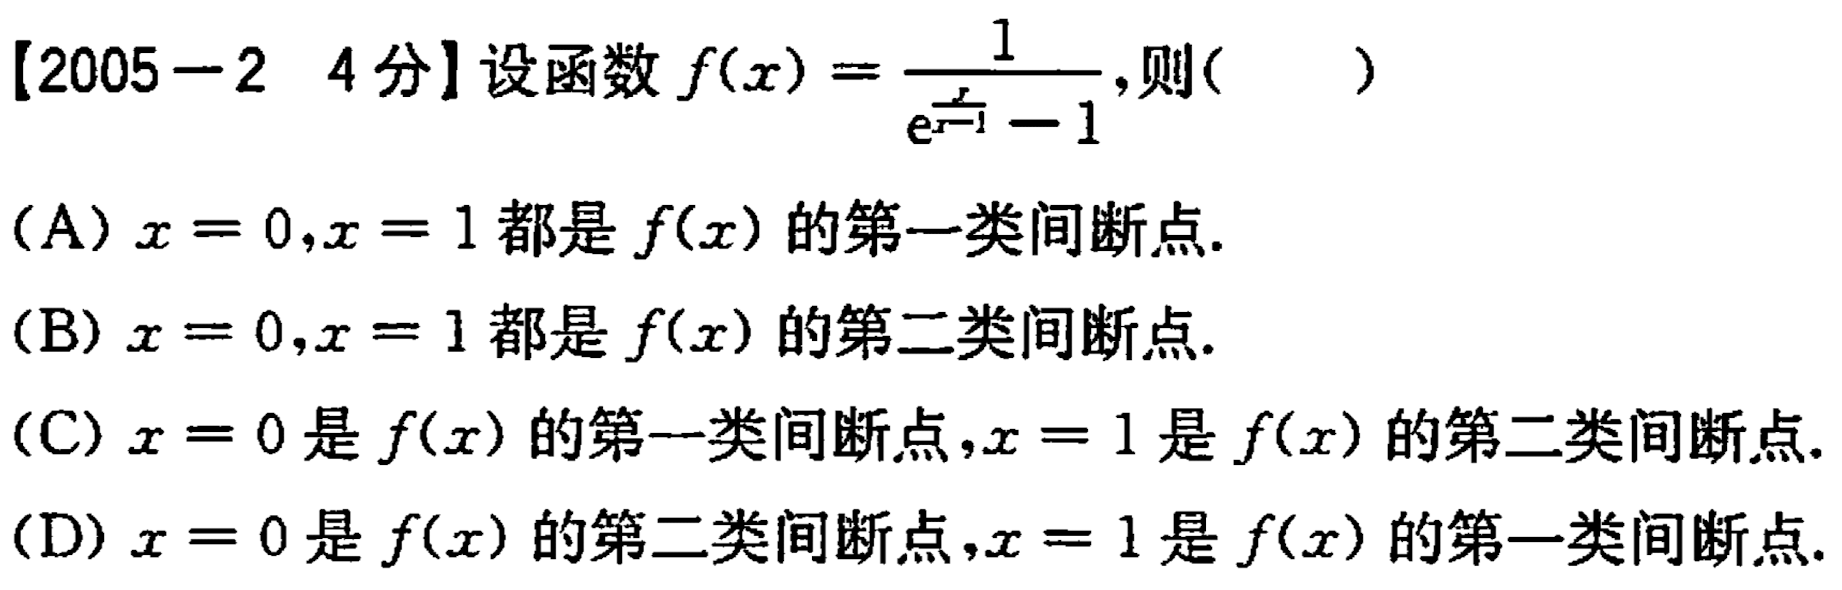 【2005－2 4分】设函数 f(x) = \frac{1}{e^{\frac{x}{x-1}} - 1},则( )
(A) x = 0,x = 1 都是 f(x) 的第一类间断点.
(B) x = 0,x = 1 都是 f(x) 的第二类间断点.
(C) x = 0 是 f(x) 的第一类间断点,x = 1 是 f(x) 的第二类间断点.
(D) x = 0 是 f(x) 的第二类间断点,x = 1 是 f(x) 的第一类间断点.